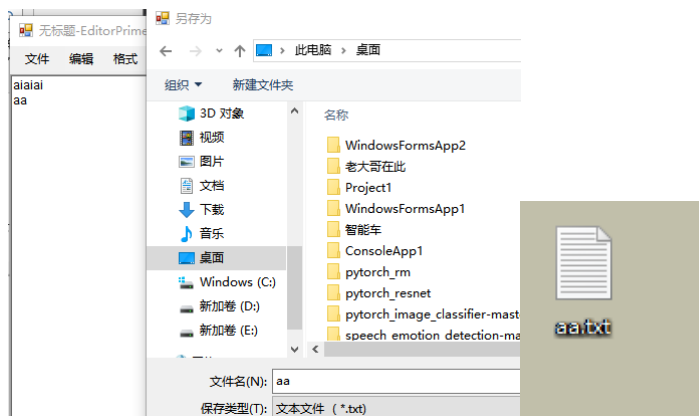 无标题-EditorPrime
文件 编辑 格式
aiaiai
aa
另存为
此电脑 › 桌面
组织 新建文件夹
3D 对象
视频
图片
文档
下载
音乐
桌面
Windows (C:)
新加卷 (D:)
新加卷 (E:)
名称
WindowsFormsApp2
老大哥在此
Project1
WindowsFormsApp1
智能车
ConsoleApp1
pytorch_rm
pytorch_resnet
pytorch_image_classifier-mast
speech emotion detection-ma
文件名(N): aa
保存类型(T): 文本文件 (*.txt)
aa.txt